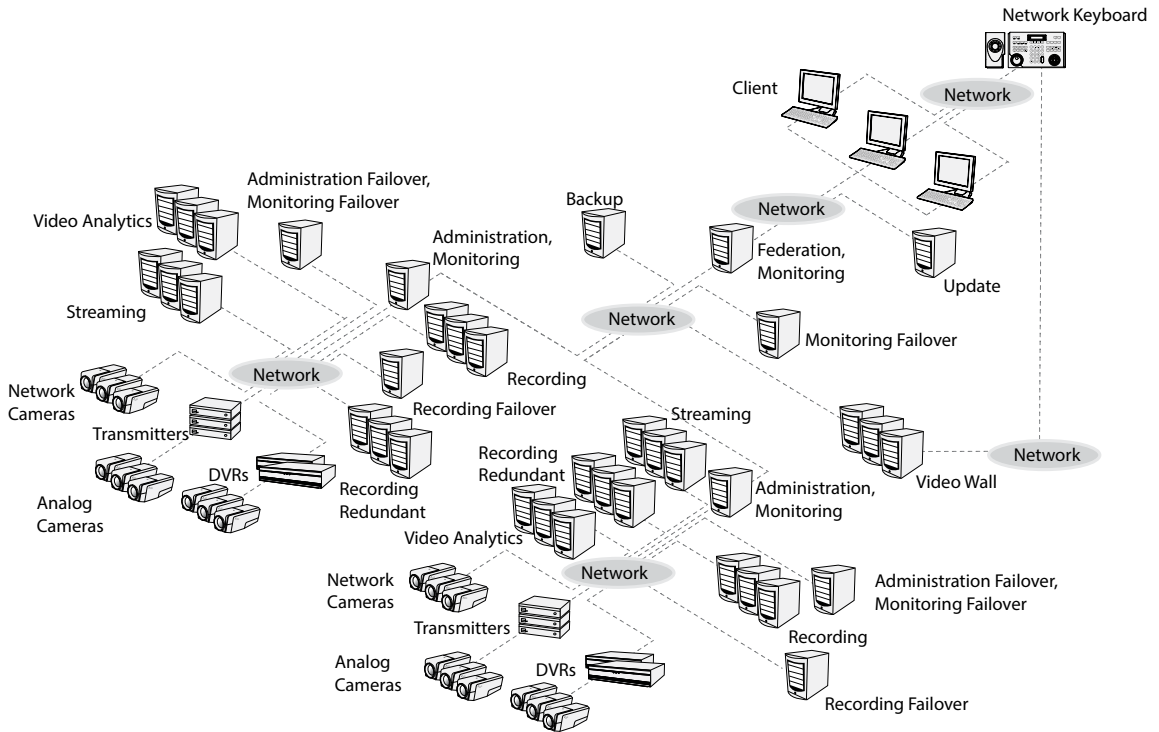 Network Keyboard
Client
Network
Administration Failover,
Monitoring Failover
Backup
Video Analytics
Network
Administration,
Monitoring
Federation,
Monitoring
Update
Streaming
Network
Monitoring Failover
Network
Recording
Network
Cameras
Recording Failover
Streaming
Transmitters
Network
DVRs
Recording
Redundant
Video Wall
Analog
Cameras
Recording
Redundant
Administration,
Monitoring
Video Analytics
Network
Network
Cameras
Administration Failover,
Monitoring Failover
Transmitters
Recording
Analog
Cameras
DVRs
Recording Failover